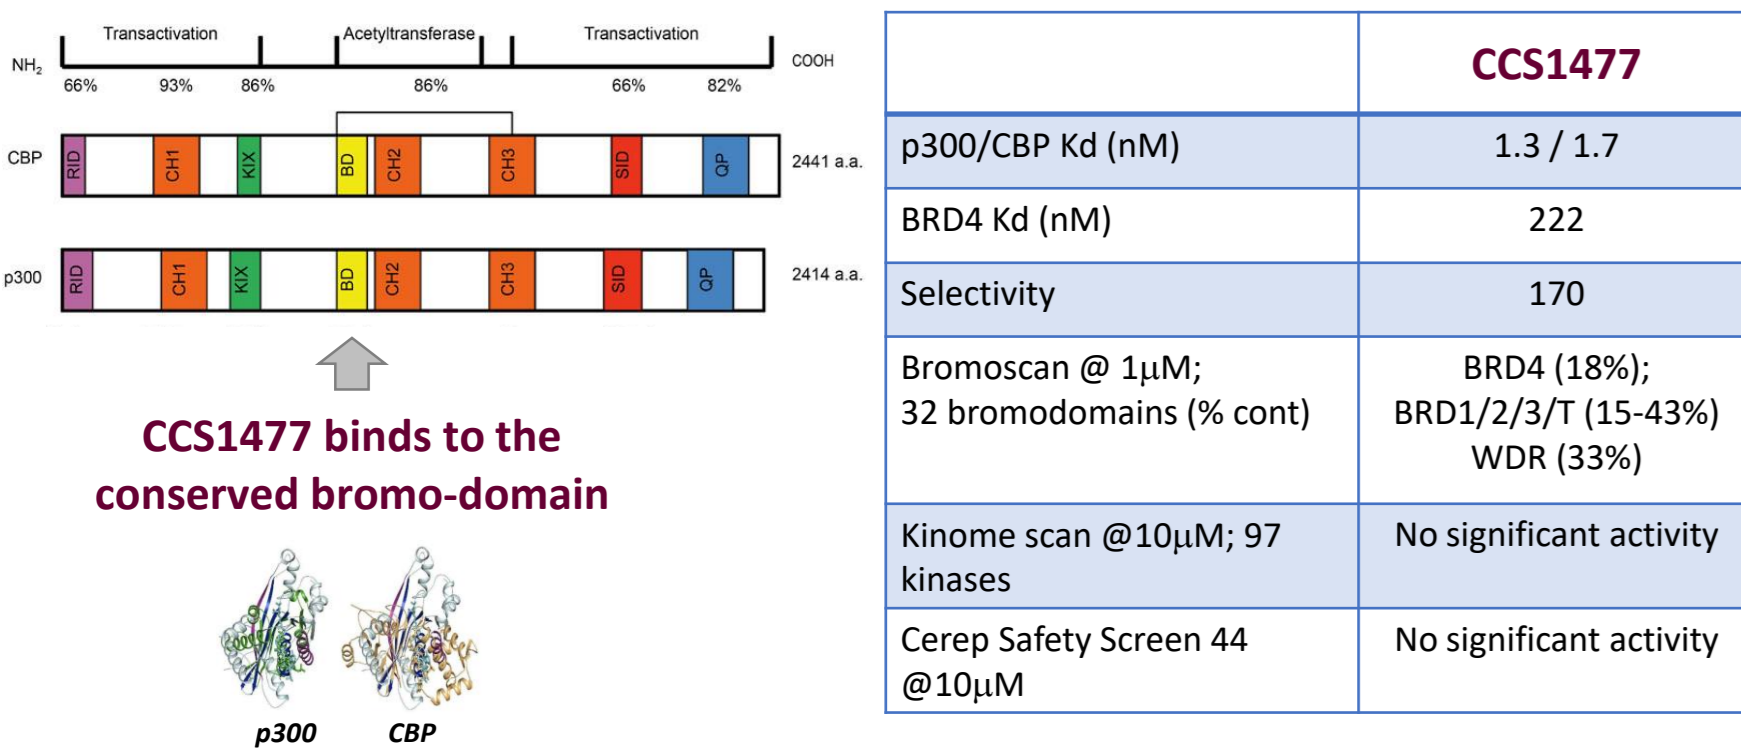 Transactivation Acetyltransferase Transactivation
NH2 COOH
66% 93% 86% 86% 66% 82%
CBP RID CH1 KIX BD CH2 CH3 SID QP 2441 a.a.
p300 RID CH1 KIX BD CH2 CH3 SID QP 2414 a.a.
CCS1477 binds to the
conserved bromo-domain
p300 CBP
CCS1477
p300/CBP Kd (nM) 1.3 / 1.7
BRD4 Kd (nM) 222
Selectivity 170
Bromoscan @ 1μM; BRD4 (18%);
32 bromodomains (% cont) BRD1/2/3/T (15-43%)
WDR (33%)
Kinome scan @10μM; 97 No significant activity
kinases
Cerep Safety Screen 44 No significant activity
@10μM